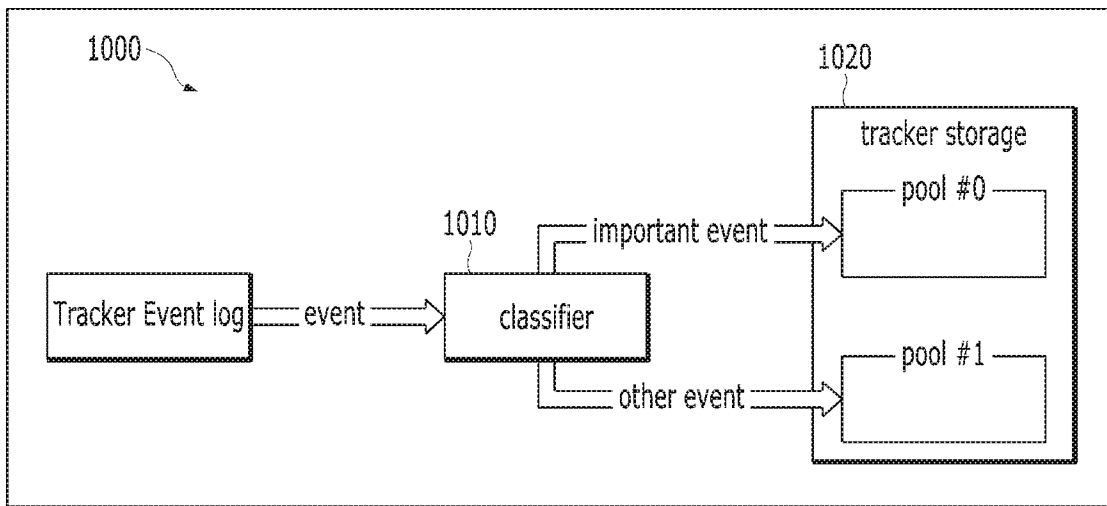 1000
1020
tracker storage
pool #0
1010
important event
Tracker Event log
event
classifier
pool #1
other event